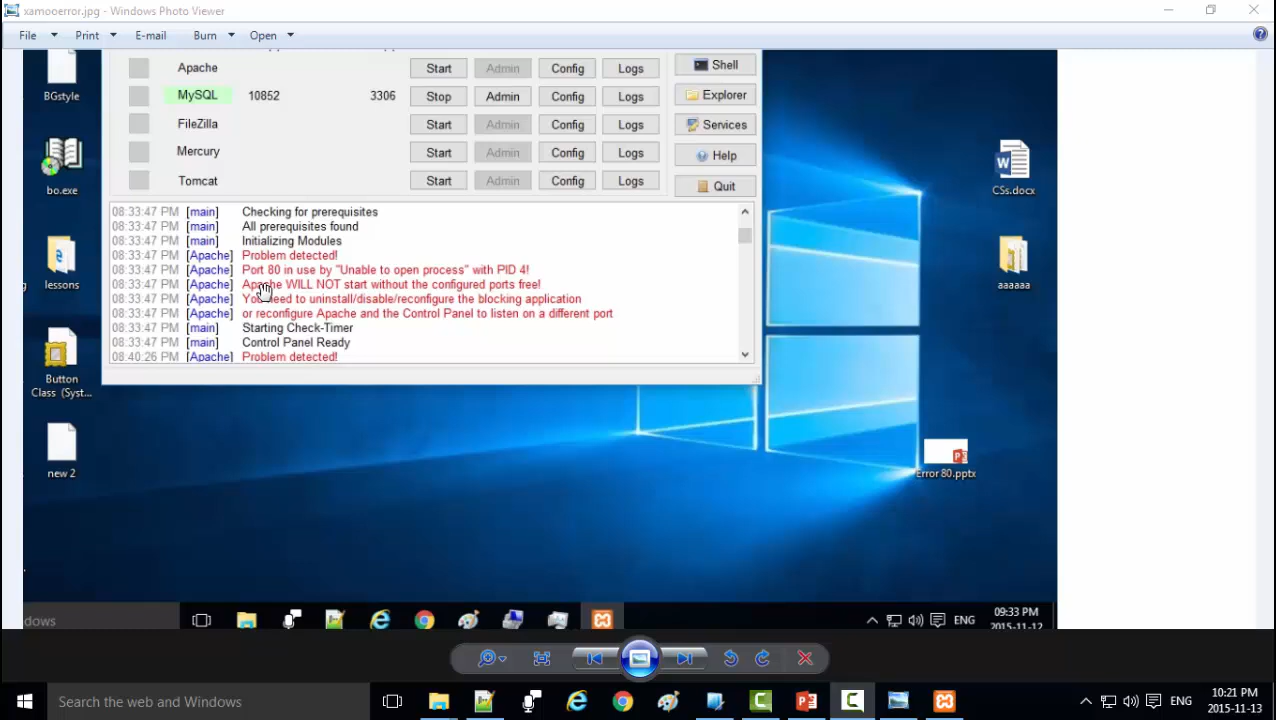 xamooerror.jpg - Windows Photo Viewer
File Print E-mail Burn Open
BGstyle
bo.exe
lessons
Button
Class (Syst...
new 2
Apache Start Admin Config Logs
MySQL 10852 3306 Stop Admin Config Logs
FileZilla Start Admin Config Logs
Mercury Start Admin Config Logs
Tomcat Start Admin Config Logs
Shell
Explorer
Services
Help
Quit
08:33:47 PM [main] Checking for prerequisites
08:33:47 PM [main] All prerequisites found
08:33:47 PM [main] Initializing Modules
08:33:47 PM [Apache] Problem detected!
08:33:47 PM [Apache] Port 80 in use by "Unable to open process" with PID 4!
08:33:47 PM [Apache] Apache WILL NOT start without the configured ports free!
08:33:47 PM [Apache] You need to uninstall/disable/reconfigure the blocking application
08:33:47 PM [Apache] or reconfigure Apache and the Control Panel to listen on a different port
08:33:47 PM [main] Starting Check-Timer
08:33:47 PM [main] Control Panel Ready
08:40:26 PM [Apache] Problem detected!
CSs.docx
aaaaaa
Error 80.pptx
dows
ENG
09:33 PM
2015-11-12
Search the web and Windows
ENG
10:21 PM
2015-11-13